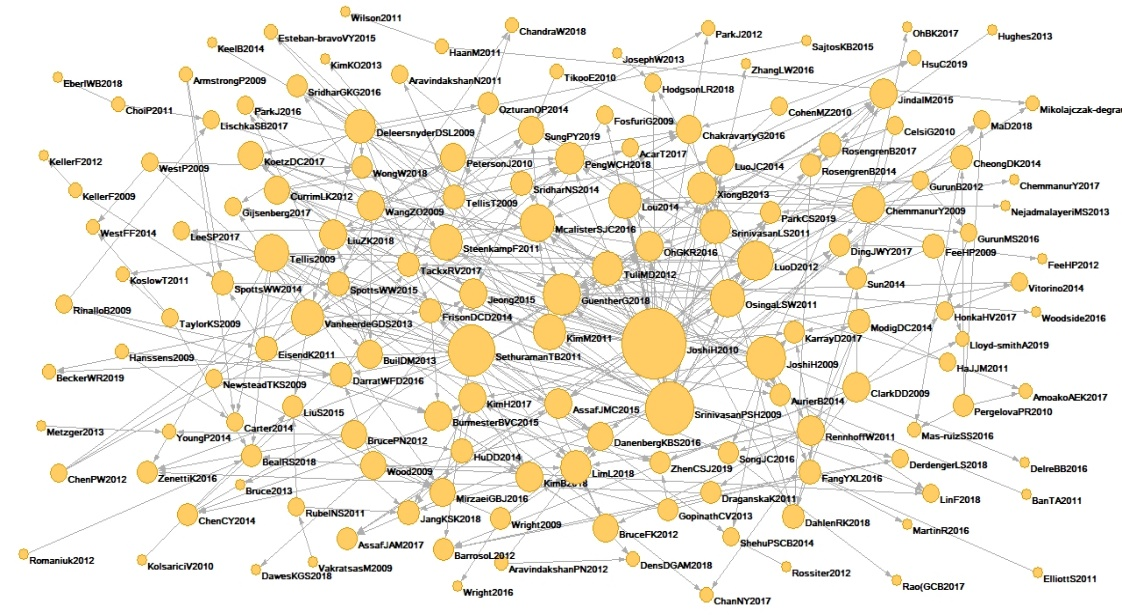 Wilson2011
Esteban-bravoVY2015
ChandraW2018
ParkJ2012
OhBK2017
Hughes2013
KeelB2014
HaanM2011
SajtosKB2015
KimKO2013
JosephW2013
ZhangLW2016
HsuC2019
EberlWB2018
ArmstrongP2009
AravindakshanN2011
TikooE2010
HodgsonLR2018
SridharGKG2016
JindalM2015
ChoiP2011
ParkJ2016
OzturanOP2014
CohenMZ2010
LischkaSB2017
FosfuriG2009
DeleersnyderDSL2009
SungPY2019
ChakravartyG2016
CelsiG2010
MaD2018
KellerF2012
WestP2009
KoetzDC2017
WongW2018
PetersonJ2010
PengWCH2018
AcarT2017
LuoJC2014
RosengrenB2017
RosengrenB2014
CheongDK2014
KellerF2009
CurrimLK2012
SridharNS2014
XiongB2013
GurunB2012
ChemmanurY2017
Gijsenberg2017
WangZO2009
TellisT2009
Lou2014
ParkCS2019
ChemmanurY2009
NejadmalayeriMS2013
WestFF2014
LeeSP2017
LiuZK2018
McalisterSJC2016
SrinivasanLS2011
GurunMS2016
SteenkampF2011
OhGKR2016
DingJWY2017
FeeHP2009
Tellis2009
TackxRV2017
TuliMD2012
LuoD2012
FeeHP2012
KoslowT2011
SpottsWW2014
SpottsWW2015
Sun2014
Vitorino2014
RinalloB2009
Jeong2015
GuentherG2018
OsingaLSW2011
TaylorKS2009
VanheerdeGDS2013
FrisonDCD2014
KimM2011
KarrayD2017
ModigDC2014
HonkaHV2017
Woodside2016
Lloyd-smithA2019
Hanssens2009
EisendK2011
BuilDM2013
SethuramanTB2011
JoshiH2010
JoshiH2009
HaJJM2011
BeckerWR2019
NewsteadTKS2009
DarratWFD2016
ClarkDD2009
AmoakoAEK2017
LiuS2015
KimH2017
AssafJMC2015
SrinivasanPSH2009
AurierB2014
PergelovaPR2010
Metzger2013
YoungP2014
Carter2014
BurmesterBVC2015
BrucePN2012
DanenbergKBS2016
RennhoffW2011
Mas-ruizSS2016
ChenPW2012
ZenettiK2016
BealRS2018
Wood2009
HuDD2014
LimL2018
ZhenCSJ2019
SongJC2016
FangYXL2016
DerdengerLS2018
DelreBB2016
Bruce2013
MirzaeiGBJ2016
DraganskaK2011
LinF2018
BanTA2011
ChenCY2014
RubelNS2011
JangKSK2018
Wright2009
GopinathCV2013
DahlenRK2018
MartinR2016
AssafJAM2017
BruceFK2012
ShehuPSCB2014
Romaniuk2012
KolsariciV2010
DawesKGS2018
VakratsasM2009
BarrosoL2012
AravindakshanPN2012
DensDGAM2018
Rossiter2012
Rao(GCB2017
ElliottS2011
Wright2016
ChanNY2017